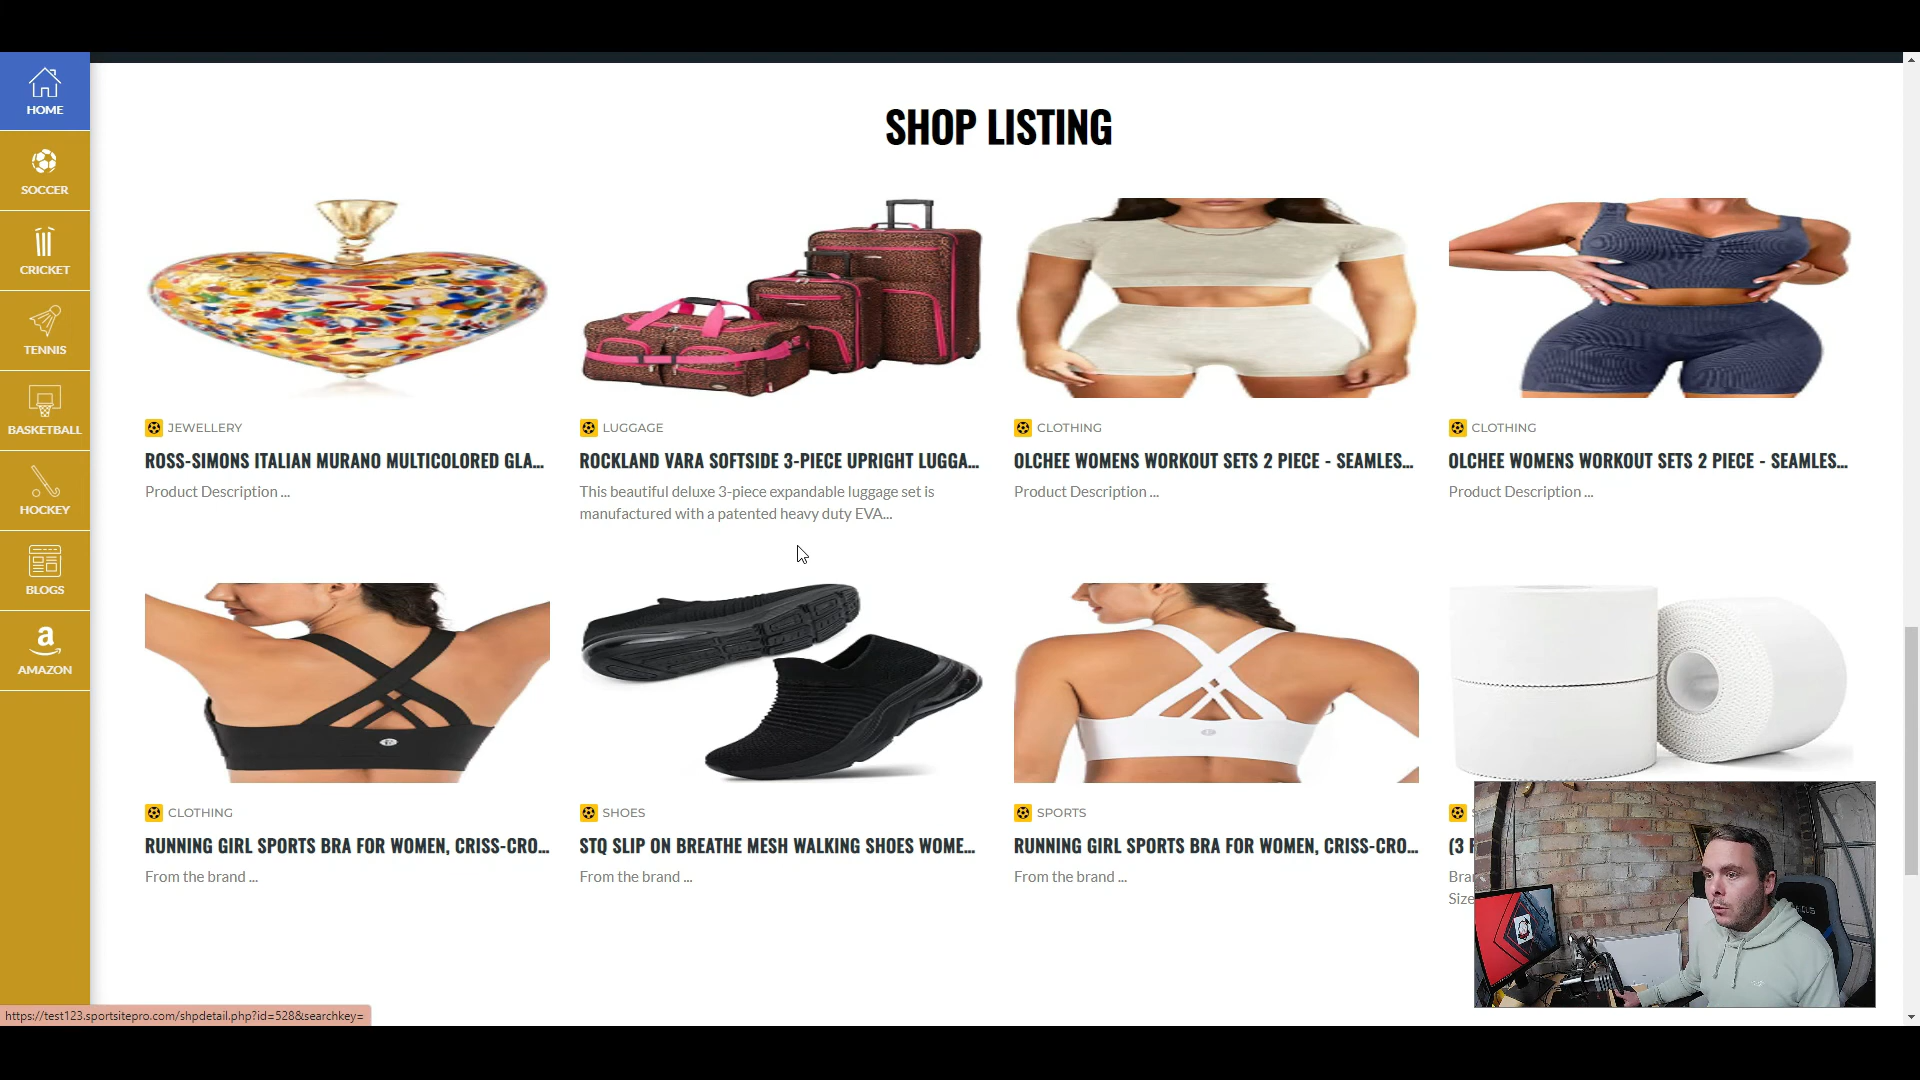 HOME
SOCCER
CRICKET
TENNIS
BASKETBALL
HOCKEY
BLOGS
AMAZON
SHOP LISTING
JEWELLERY
ROSS-SIMONS ITALIAN MURANO MULTICOLORED GLA...
Product Description ...
LUGGAGE
ROCKLAND VARA SOFTSIDE 3-PIECE UPRIGHT LUGGA...
This beautiful deluxe 3-piece expandable luggage set is
manufactured with a patented heavy duty EVA...
CLOTHING
OLCHEE WOMENS WORKOUT SETS 2 PIECE - SEAMLES...
Product Description ...
CLOTHING
OLCHEE WOMENS WORKOUT SETS 2 PIECE - SEAMLES...
Product Description ...
CLOTHING
RUNNING GIRL SPORTS BRA FOR WOMEN, CRISS-CRO...
From the brand ...
SHOES
STQ SLIP ON BREATHE MESH WALKING SHOES WOME...
From the brand ...
SPORTS
RUNNING GIRL SPORTS BRA FOR WOMEN, CRISS-CRO...
From the brand ...
(3
Size
https://test123.sportsitepro.com/shpdetail.php?id=528&searchkey=